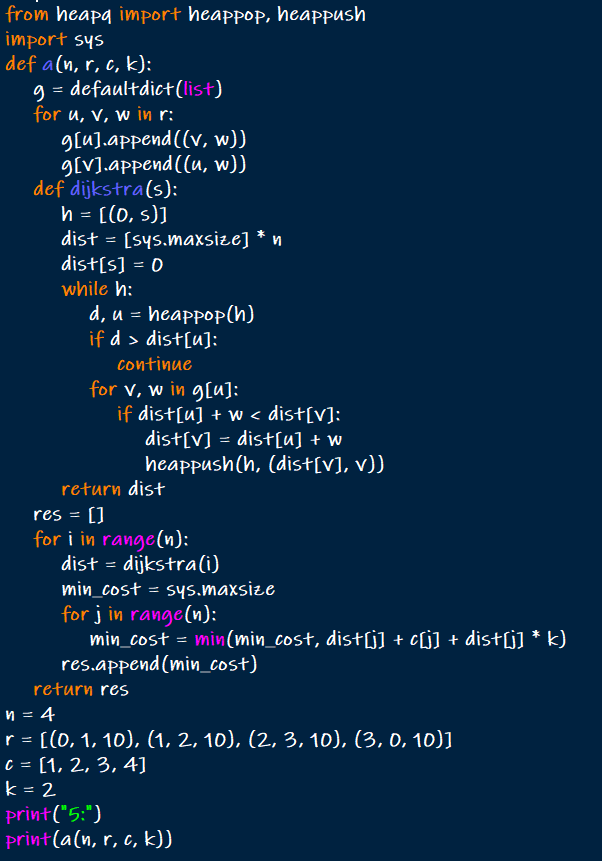 from heapq import heappop, heappush
import sys
def a(n, r, c, k):
    g = defaultdict(list)
    for u, v, w in r:
        g[u].append((v, w))
        g[v].append((u, w))
    def dijkstra(s):
        h = [(0, s)]
        dist = [sys.maxsize] * n
        dist[s] = 0
        while h:
            d, u = heappop(h)
            if d > dist[u]:
                continue
            for v, w in g[u]:
                if dist[u] + w < dist[v]:
                    dist[v] = dist[u] + w
                    heappush(h, (dist[v], v))
        return dist
    res = []
    for i in range(n):
        dist = dijkstra(i)
        min_cost = sys.maxsize
        for j in range(n):
            min_cost = min(min_cost, dist[j] + c[j] + dist[j] * k)
        res.append(min_cost)
    return res
n = 4
r = [(0, 1, 10), (1, 2, 10), (2, 3, 10), (3, 0, 10)]
c = [1, 2, 3, 4]
k = 2
print("5:")
print(a(n, r, c, k))